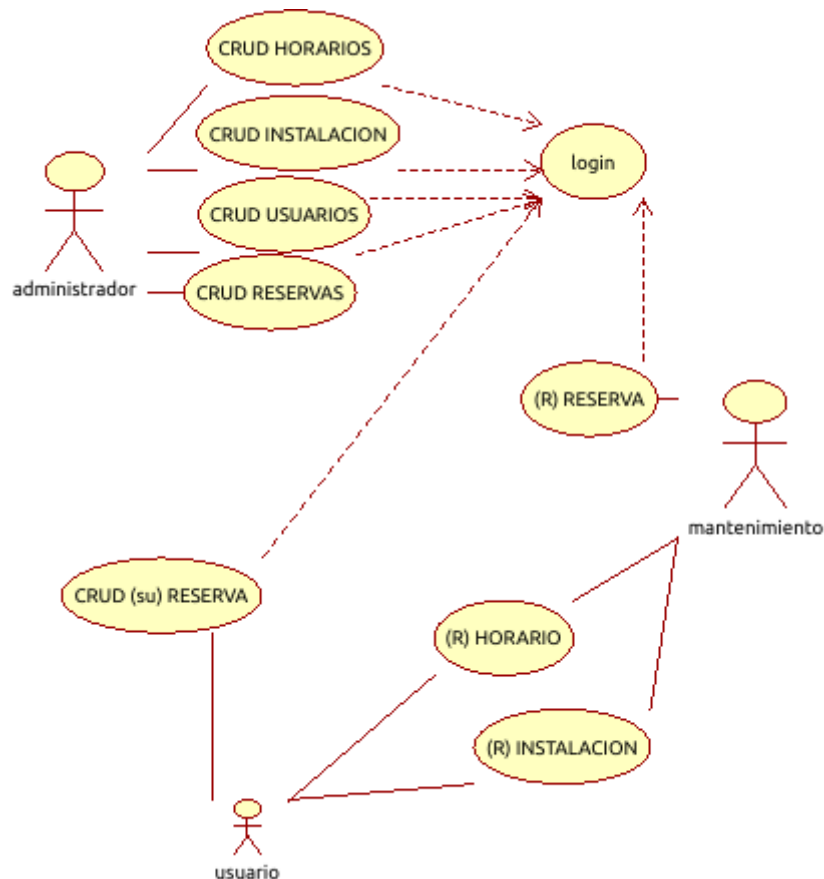 CRUD HORARIOS
CRUD INSTALACION
login
CRUD USUARIOS
CRUD RESERVAS
administrador
(R) RESERVA
mantenimiento
CRUD (su) RESERVA
(R) HORARIO
(R) INSTALACION
usuario